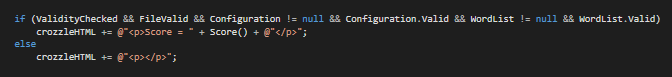 if (ValidityChecked && FileValid && Configuration != null && Configuration.Valid && WordList != null && WordList.Valid)
crozzleHTML += @"<p>Score = " + Score() + @"</p>";
else
crozzleHTML += @"<p></p>";